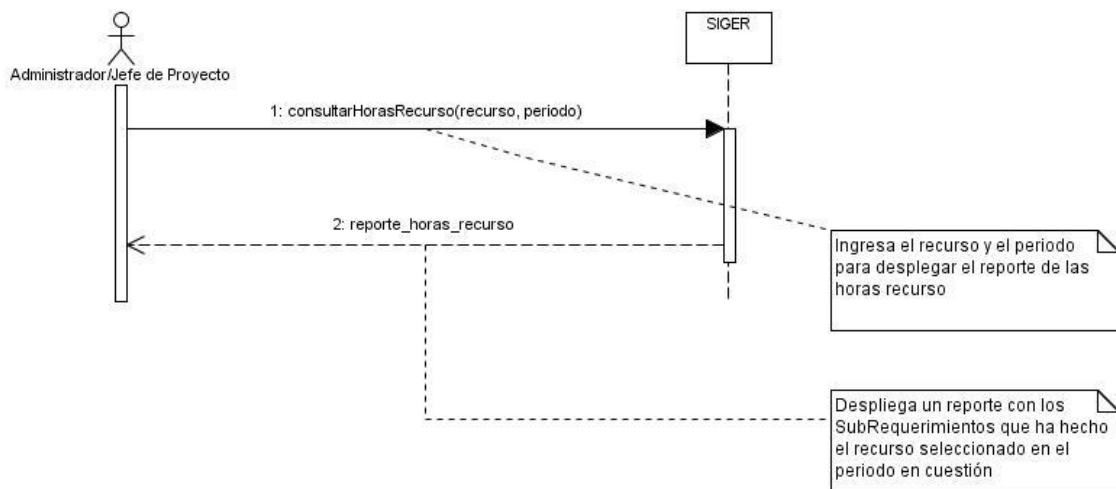 SIGER
Administrador/Jefe de Proyecto
1: consultarHorasRecurso(recurso, periodo)
2: reporte_horas_recurso
Ingresa el recurso y el periodo
para desplegar el reporte de las
horas recurso
Despliega un reporte con los
SubRequerimientos que ha hecho
el recurso seleccionado en el
periodo en cuestión